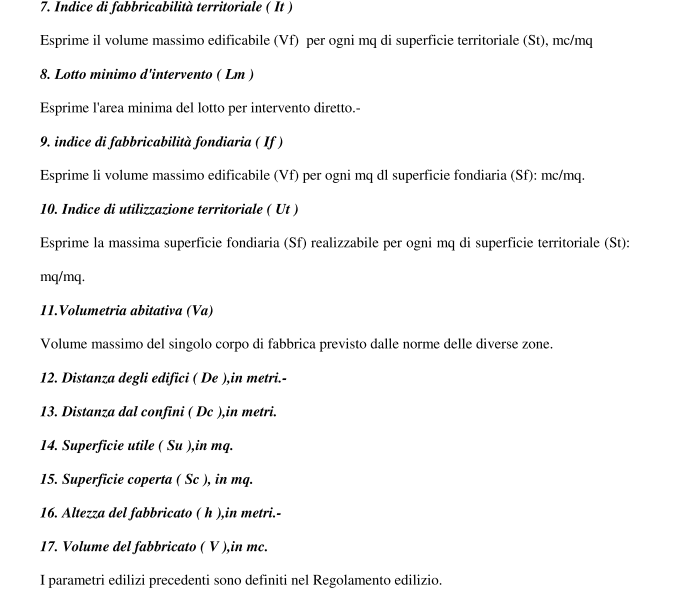 7. Indice di fabbricabilità territoriale ( It )
Esprime il volume massimo edificabile (Vf)  per ogni mq di superficie territoriale (St), mc/mq
8. Lotto minimo d'intervento ( Lm )
Esprime l'area minima del lotto per intervento diretto.-
9. indice di fabbricabilità fondiaria ( If )
Esprime li volume massimo edificabile (Vf) per ogni mq dl superficie fondiaria (Sf): mc/mq.
10. Indice di utilizzazione territoriale ( Ut )
Esprime la massima superficie fondiaria (Sf) realizzabile per ogni mq di superficie territoriale (St):
mq/mq.
11.Volumetria abitativa (Va)
Volume massimo del singolo corpo di fabbrica previsto dalle norme delle diverse zone.
12. Distanza degli edifici ( De ),in metri.-
13. Distanza dal confini ( Dc ),in metri.
14. Superficie utile ( Su ),in mq.
15. Superficie coperta ( Sc ), in mq.
16. Altezza del fabbricato ( h ),in metri.-
17. Volume del fabbricato ( V ),in mc.
I parametri edilizi precedenti sono definiti nel Regolamento edilizio.